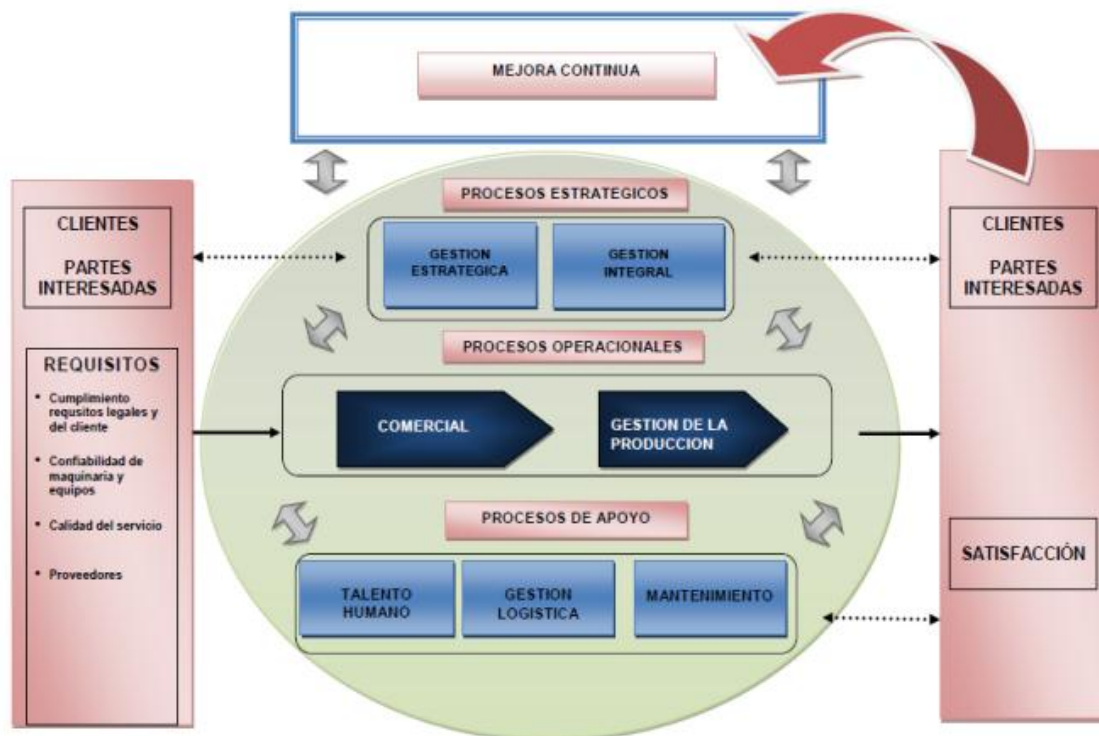 MEJORA CONTINUA
CLIENTES
PARTES
INTERESADAS
REQUISITOS
• Cumplimiento
requsitos legales y
del cliente
• Confiabilidad de
maquinaria y
equipos
• Calidad del servicio
• Proveedores
PROCESOS ESTRATEGICOS
GESTION
ESTRATEGICA
GESTION
INTEGRAL
PROCESOS OPERACIONALES
COMERCIAL
GESTION DE LA
PRODUCCION
PROCESOS DE APOYO
TALENTO
HUMANO
GESTION
LOGISTICA
MANTENIMIENTO
CLIENTES
PARTES
INTERESADAS
SATISFACCIÓN